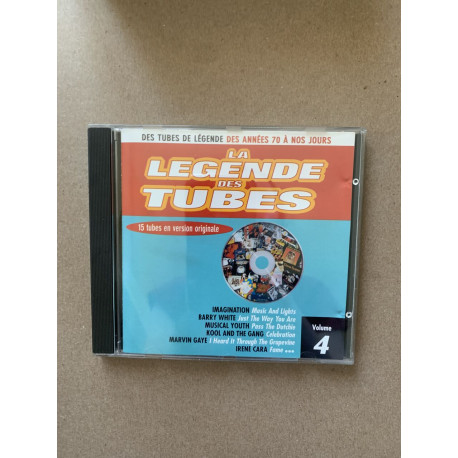 DES TUBES DE LÉGENDE DES ANNÉES 70 À NOS JOURS
LA
LEGENDE
DES
TUBES
15 tubes en version originale
IMAGINATION Music And Lights
BARRY WHITE Just The Way You Are
MUSICAL YOUTH Pass The Dutchie
KOOL AND THE GANG Celebration
MARVIN GAYE I Heard It Through The Grapevine
IRENE CARA Fame ...
Volume
4